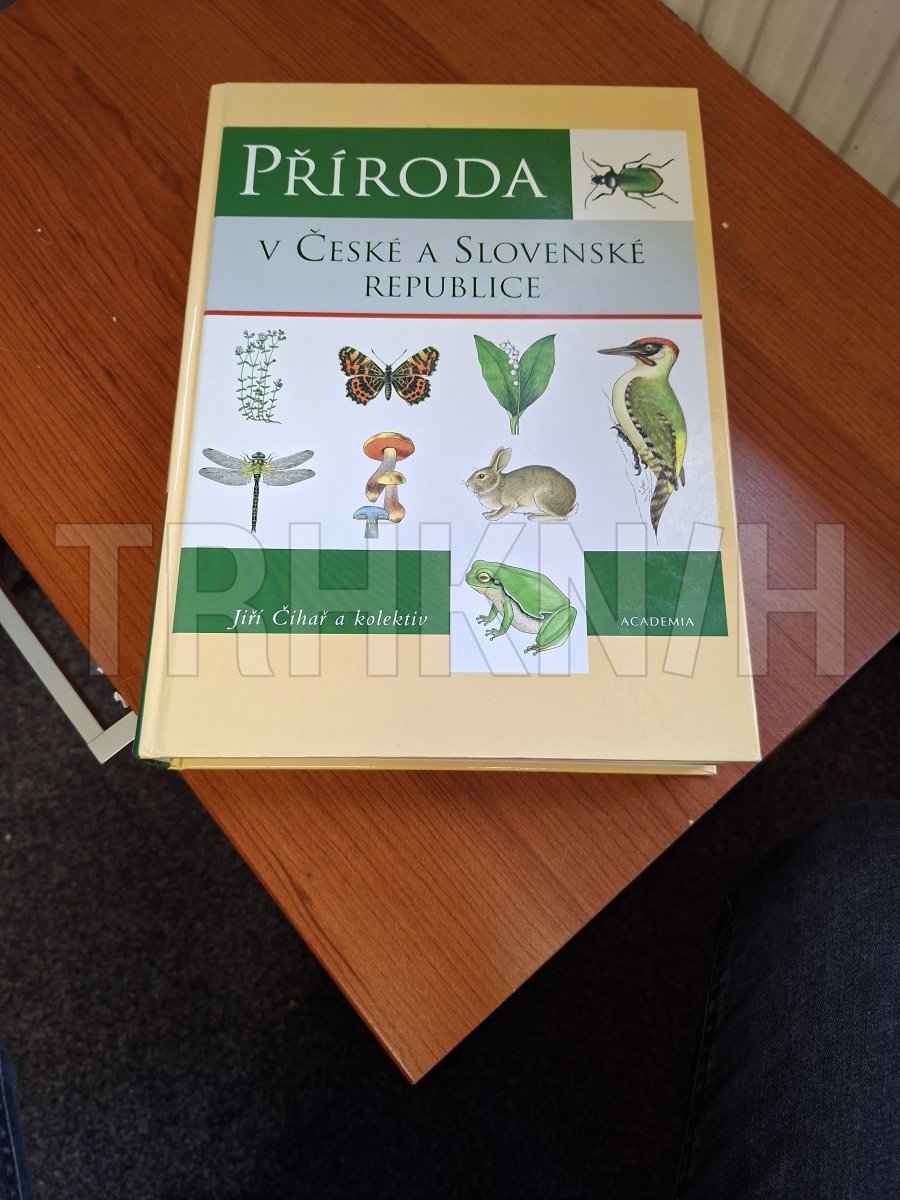 PŘÍRODA
V ČESKÉ A SLOVENSKÉ
REPUBLICE
Jiří Čihař a kolektiv
ACADEMIA
TRHKNIH